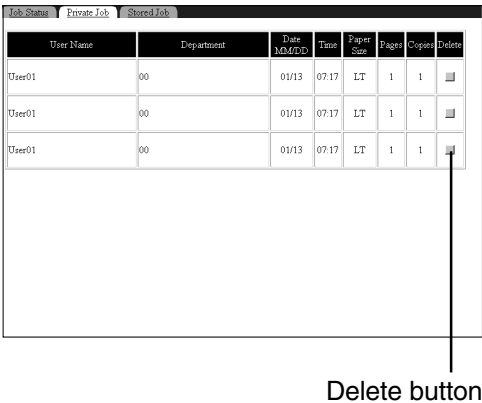 Job Status Private Job Stored Job
User Name Department Date MM/DD Time Paper Size Pages Copies Delete
User01 00 01/13 07:17 LT 1 1
User01 00 01/13 07:17 LT 1 1
User01 00 01/13 07:17 LT 1 1
Delete button